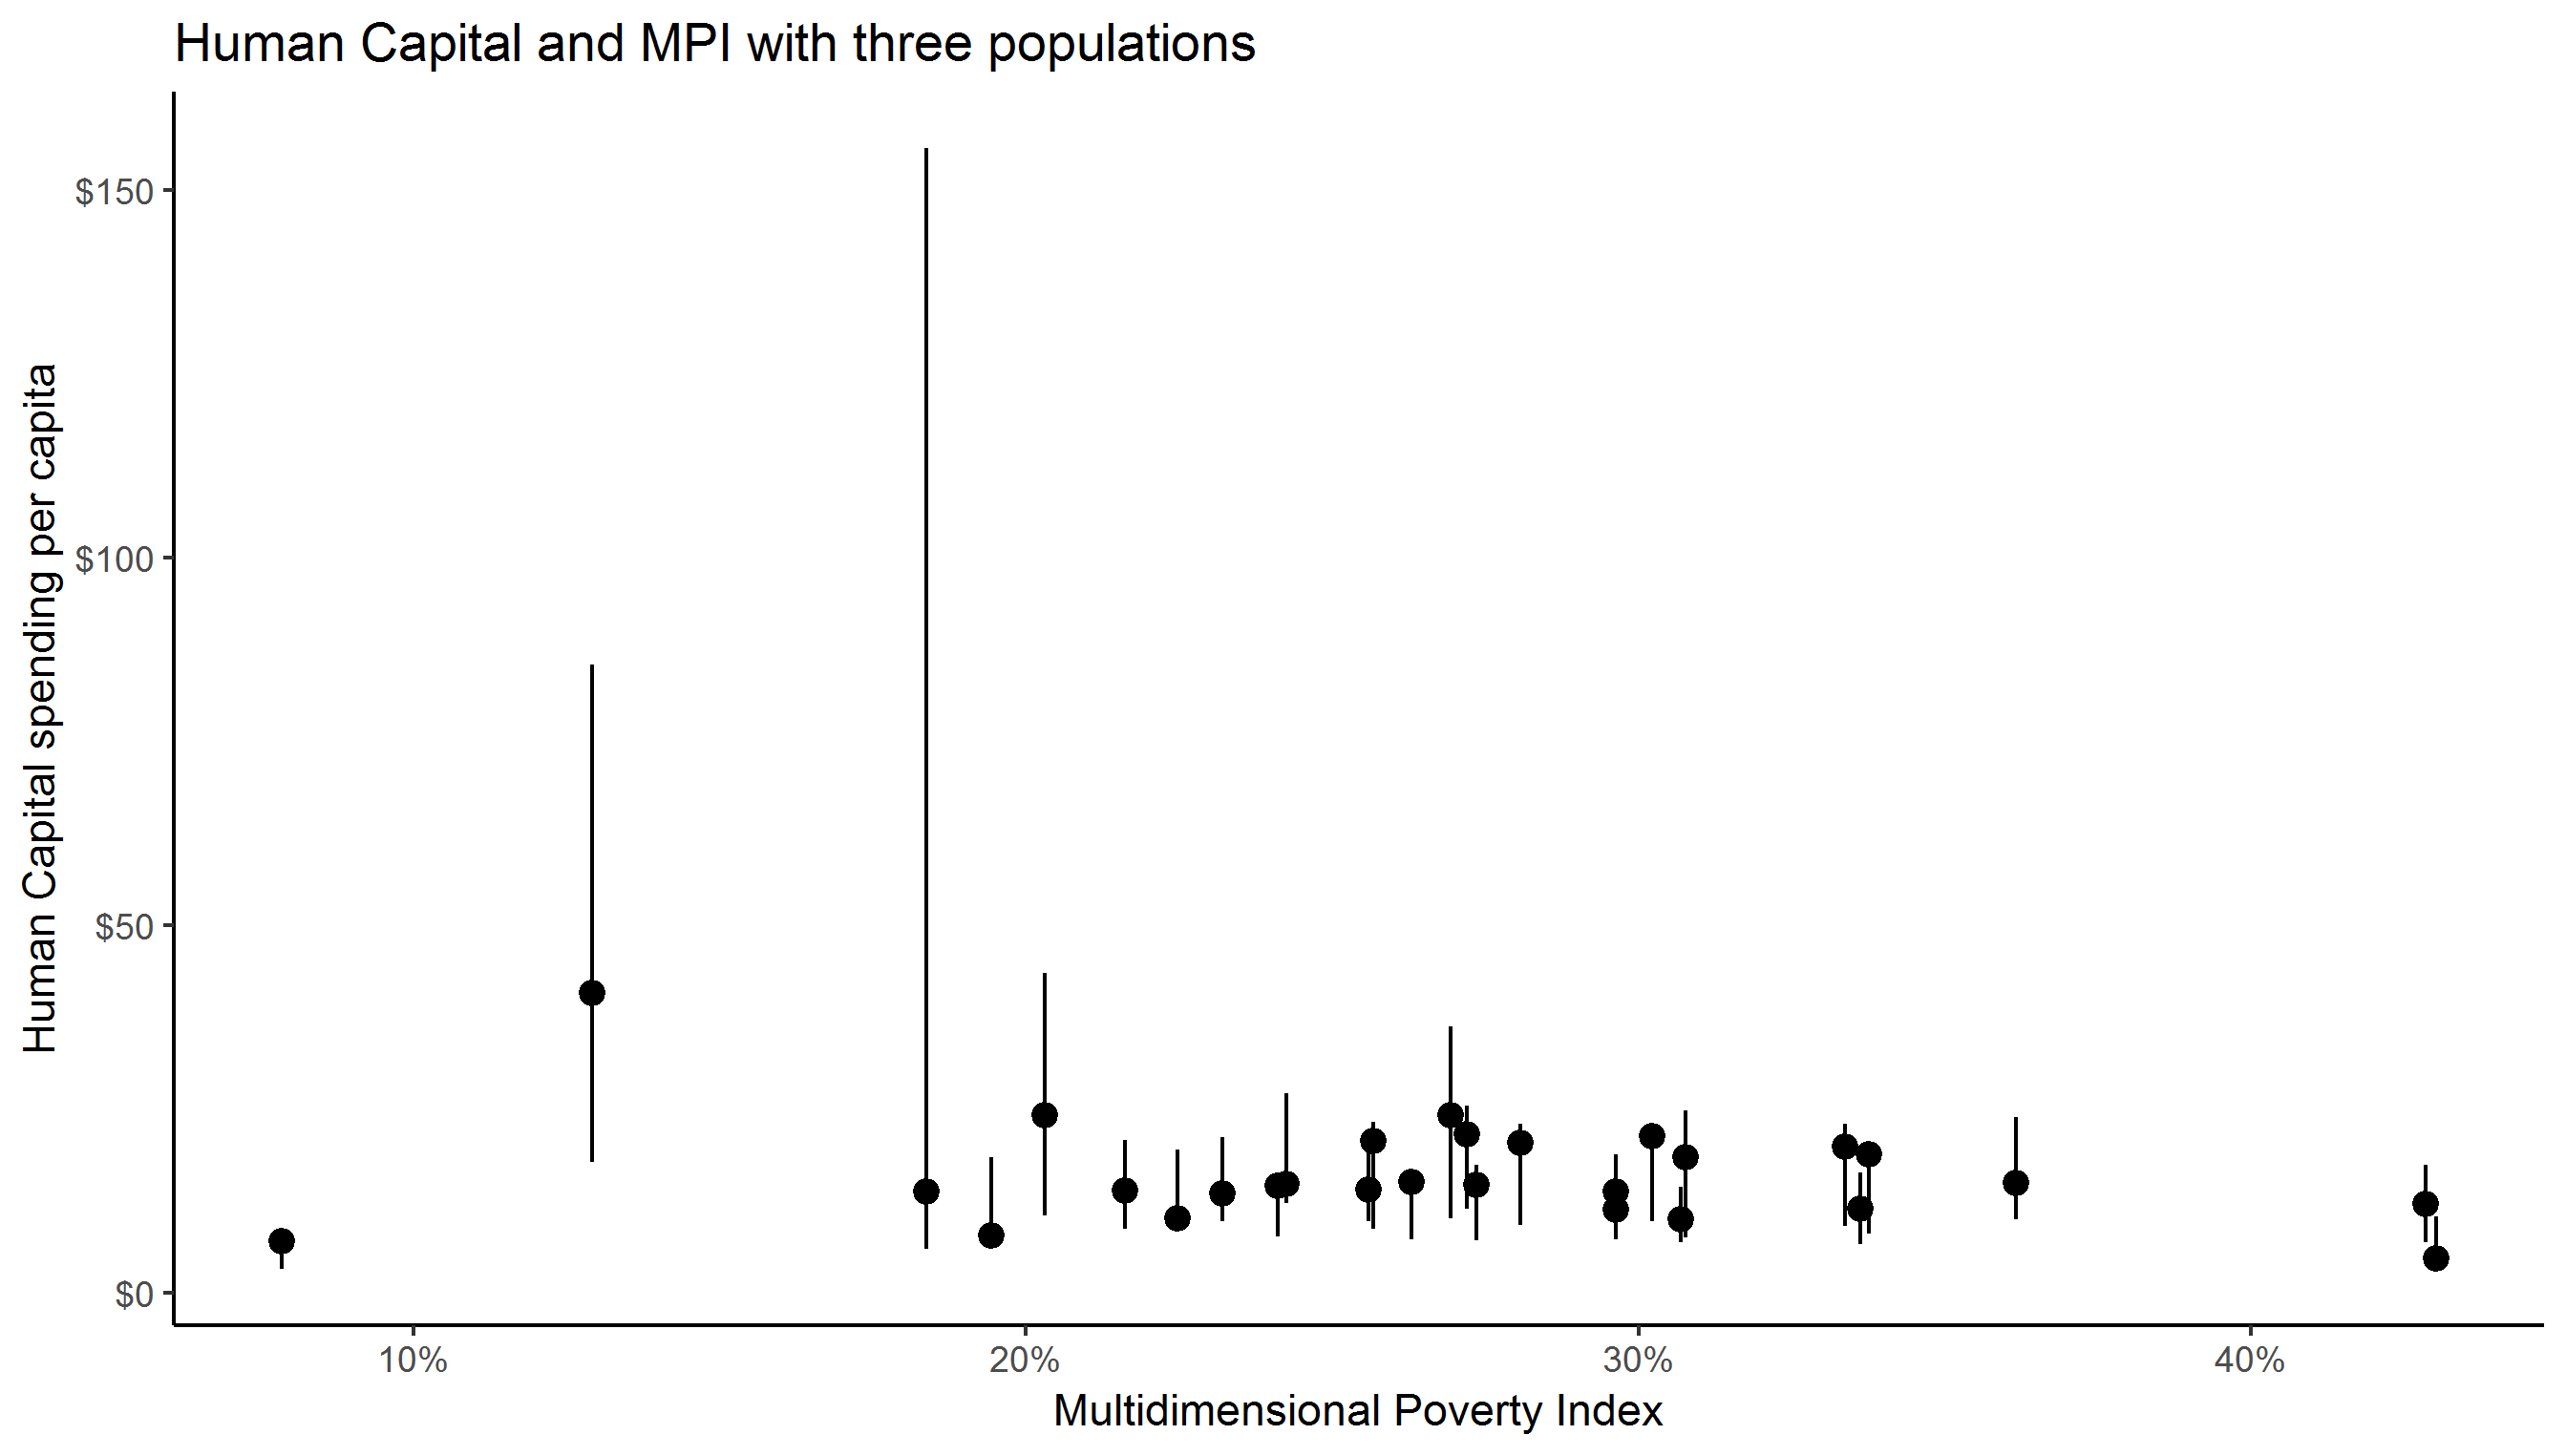 Human Capital and MPI with three populations
Human Capital spending per capita
$150
$100
$50
$0
10%
20%
30%
40%
Multidimensional Poverty Index